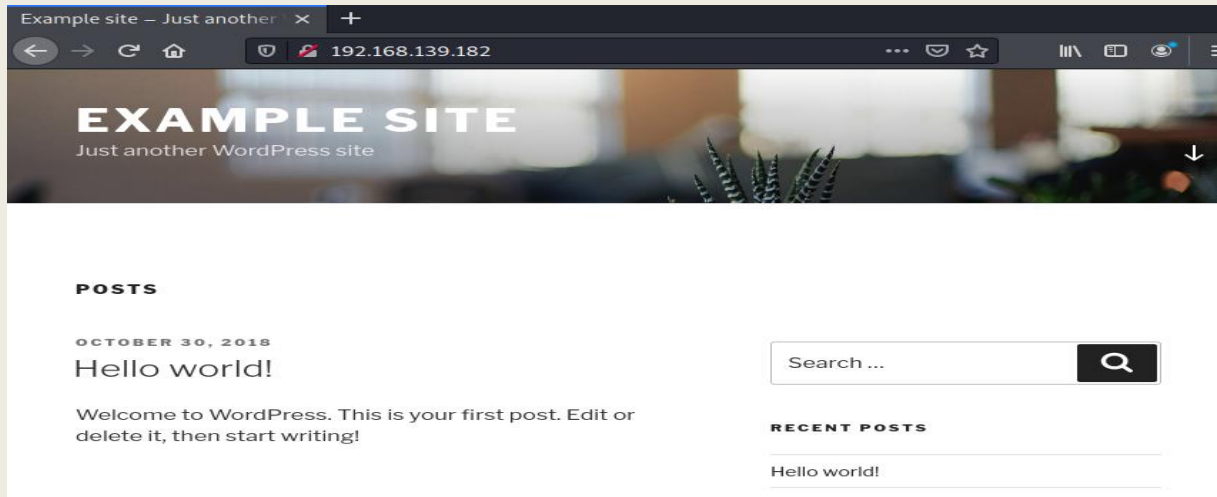 Example site – Just another
192.168.139.182
EXAMPLE SITE
Just another WordPress site
POSTS
OCTOBER 30, 2018
Hello world!
Welcome to WordPress. This is your first post. Edit or
delete it, then start writing!
Search ...
RECENT POSTS
Hello world!